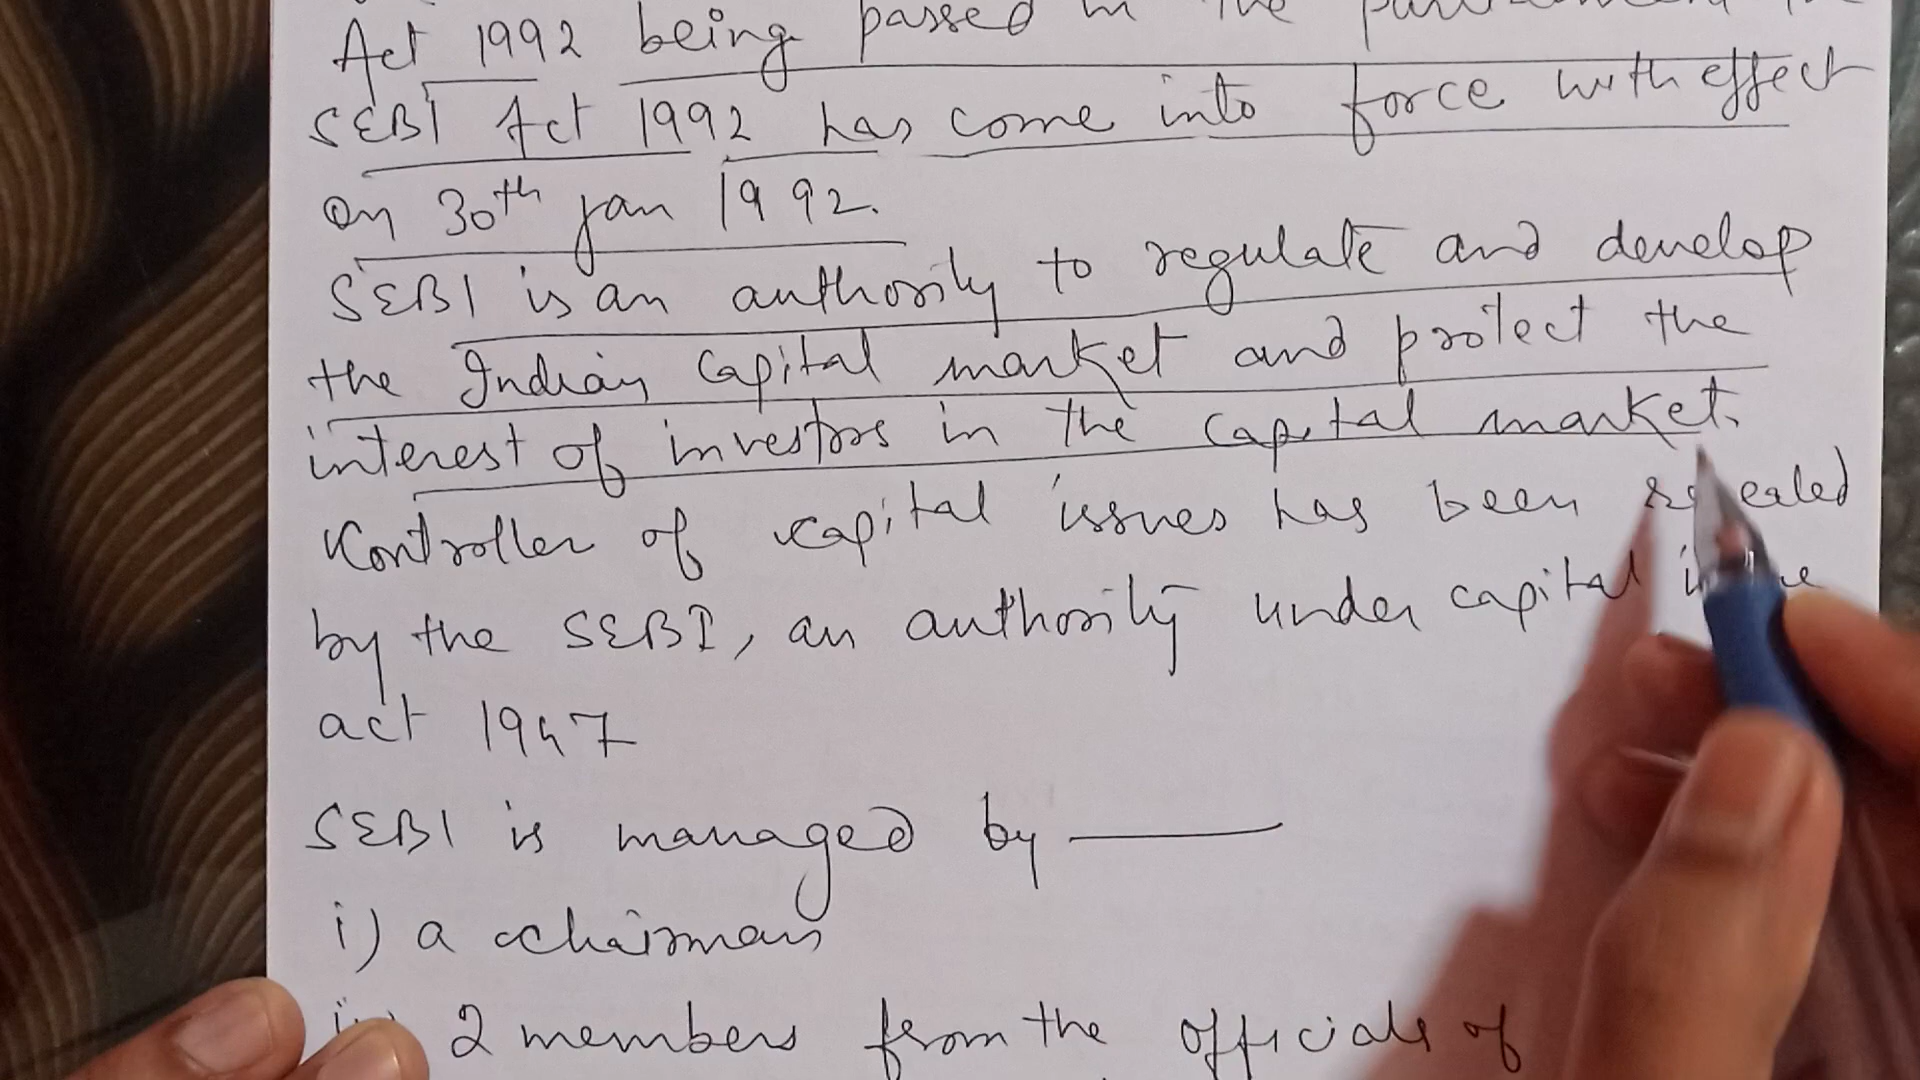 Act 1992 being passed in the
SEBI Act 1992 has come into force with effect
on 30th jan 1992.
SEBI is an authority to regulate and develop
the Indian Capital market and protect the
interest of investors in the capital market.
Controller of capital issues has been repealed
by the SEBI, an authority under capital issue
act 1947
SEBI is managed by —
i) a chairman
2 members from the officials of